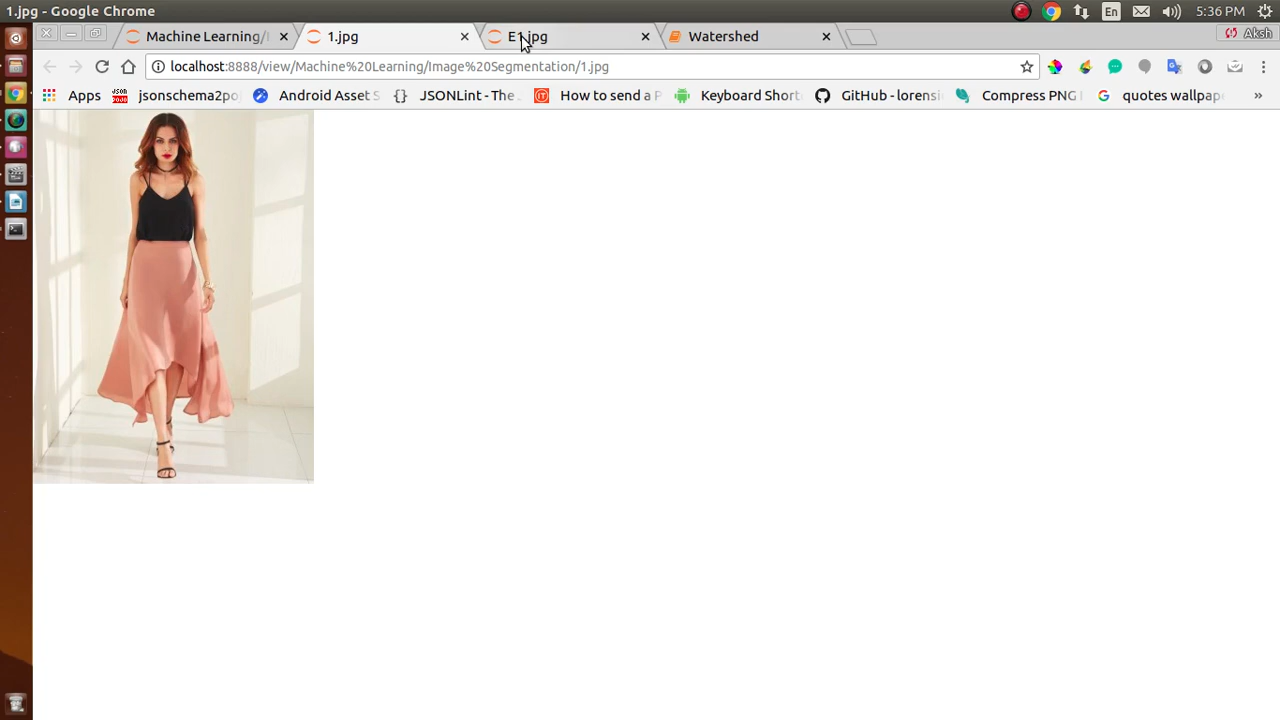 1.jpg - Google Chrome
En
5:36 PM
Machine Learning/
1.jpg
E1.jpg
Watershed
Aksh
localhost:8888/view/Machine%20Learning/Image%20Segmentation/1.jpg
Apps
jsonschema2po
Android Asset S
{} JSONLint - The
How to send a
Keyboard Short
GitHub - lorensi
Compress PNG
quotes wallpap
»